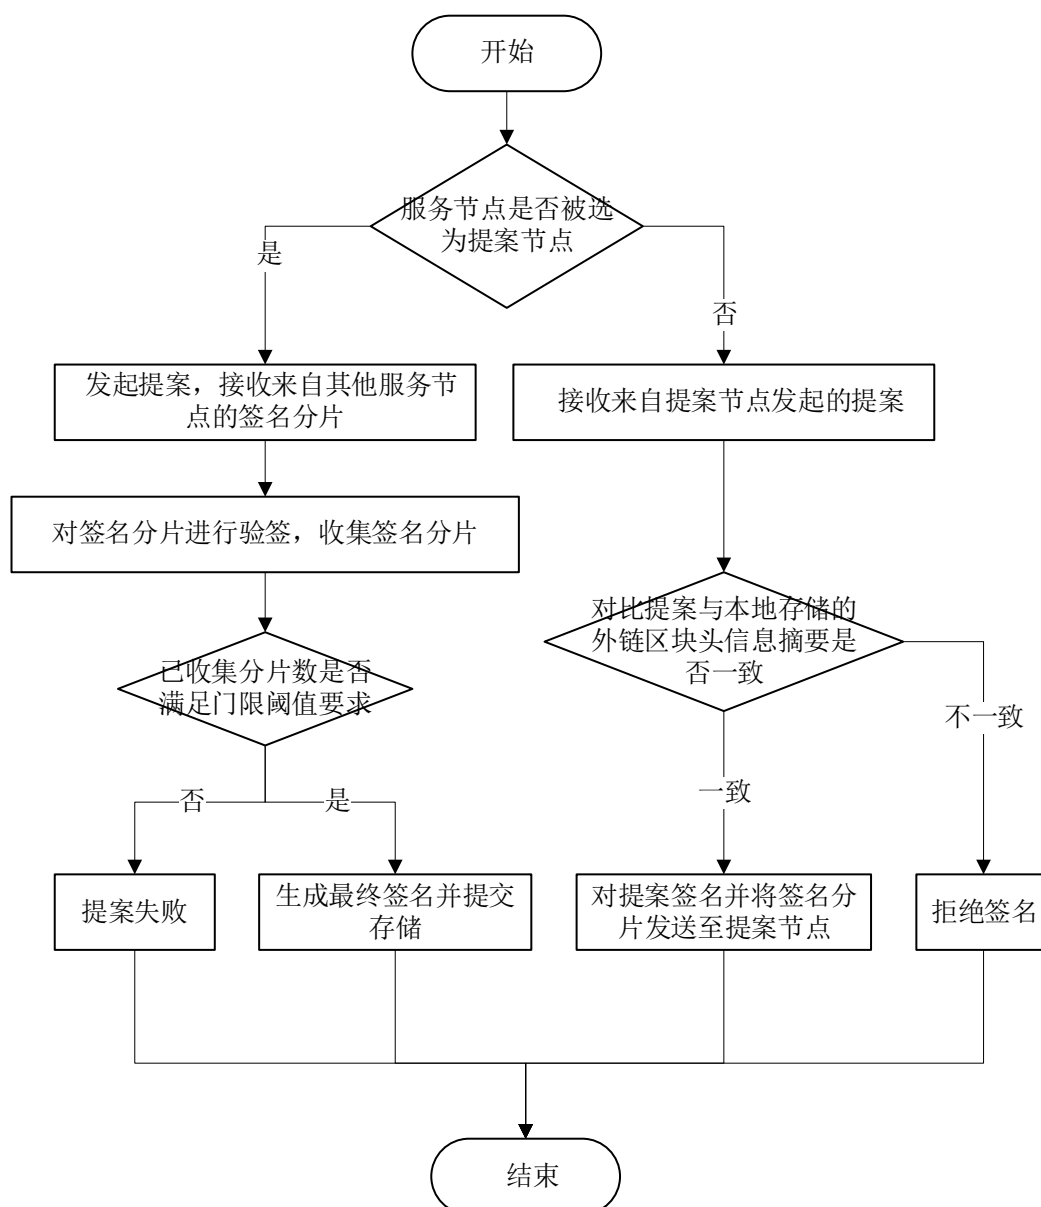 开始
服务节点是否被选
为提案节点
是
否
发起提案，接收来自其他服务节
点的签名分片
接收来自提案节点发起的提案
对签名分片进行验签，收集签名分片
对比提案与本地存储的
外链区块头信息摘要是
否一致
已收集分片数是否
满足门限阈值要求
不一致
否
是
一致
提案失败
生成最终签名并提交
存储
对提案签名并将签名分
片发送至提案节点
拒绝签名
结束